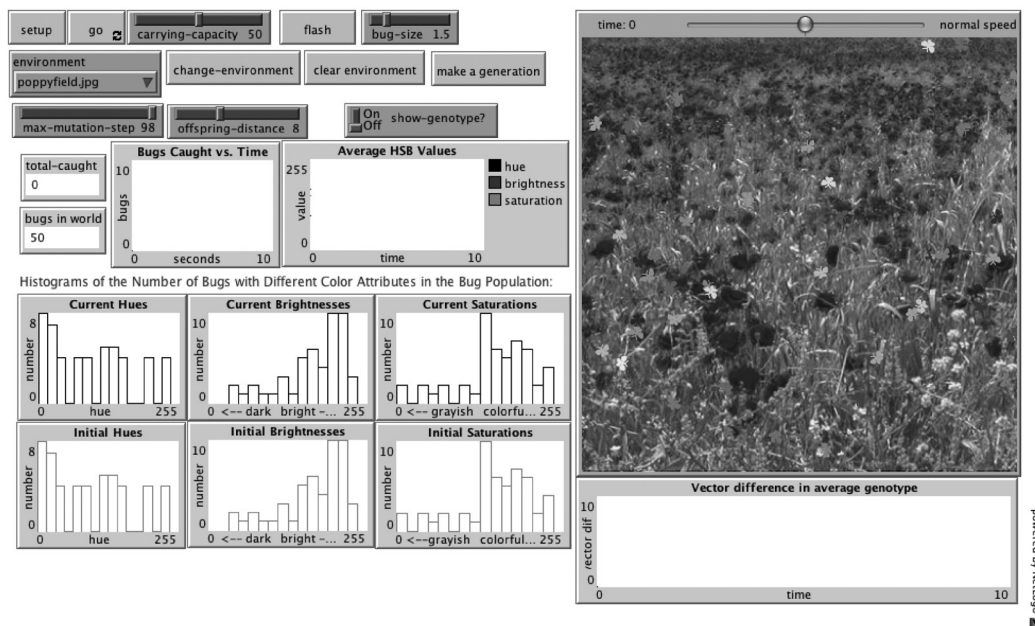 setup
go
carrying-capacity 50
flash
bug-size 1.5
environment
poppyfield.jpg
change-environment
clear environment
make a generation
max-mutation-step 98
offspring-distance 8
On
Off
show-genotype?
total-caught
0
bugs in world
50
Bugs Caught vs. Time
10
bugs
0
0 seconds 10
Average HSB Values
255
value
0
0 time 10
hue
brightness
saturation
Histograms of the Number of Bugs with Different Color Attributes in the Bug Population:
Current Hues
8
number
0
0 hue 255
Current Brightnesses
10
number
0
0 <-- dark bright -... 255
Current Saturations
10
number
0
0 <-- grayish colorfu... 255
Initial Hues
8
number
0
0 hue 255
Initial Brightnesses
10
number
0
0 <-- dark bright -... 255
Initial Saturations
10
number
0
0 <--grayish colorful... 255
time: 0
normal speed
Vector difference in average genotype
10
0
0 time 10